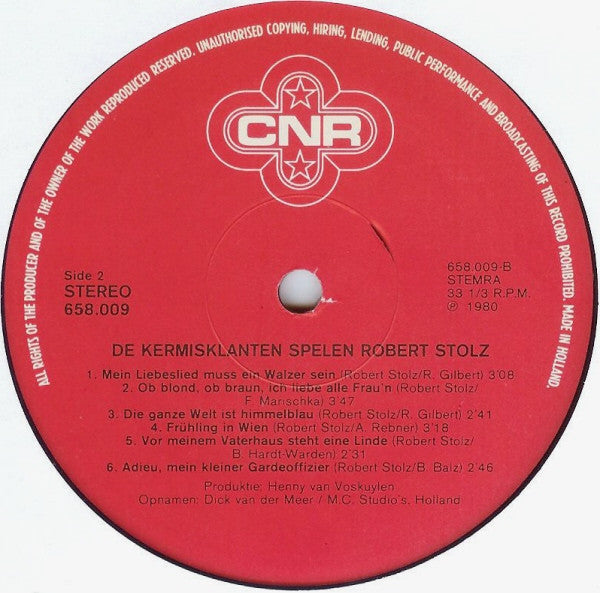 ALL RIGHTS OF THE PRODUCER AND OF THE OWNER OF THE WORK REPRODUCED RESERVED. UNAUTHORISED COPYING, HIRING, LENDING, PUBLIC PERFORMANCE AND BROADCASTING OF THIS RECORD PROHIBITED. MADE IN HOLLAND.
CNR
Side 2
STEREO
658.009
658.009-B
STEMRA
33 1/3 R.P.M.
℗ 1980
DE KERMISKLANTEN SPELEN ROBERT STOLZ
1. Mein Liebeslied muss ein Walzer sein (Robert Stolz/R. Gilbert) 3'08
2. Ob blond, ob braun, ich liebe alle Frau'n (Robert Stolz/
F. Marischka) 3'47
3. Die ganze Welt ist himmelblau (Robert Stolz/R. Gilbert) 2'41
4. Frühling in Wien (Robert Stolz/A. Rebner) 3'18
5. Vor meinem Vaterhaus steht eine Linde (Robert Stolz/
B. Hardt-Warden) 2'31
6. Adieu, mein kleiner Gardeoffizier (Robert Stolz/B. Balz) 2'46
Produktie: Henny van Voskuylen
Opnamen: Dick van der Meer / M.C. Studio's, Holland